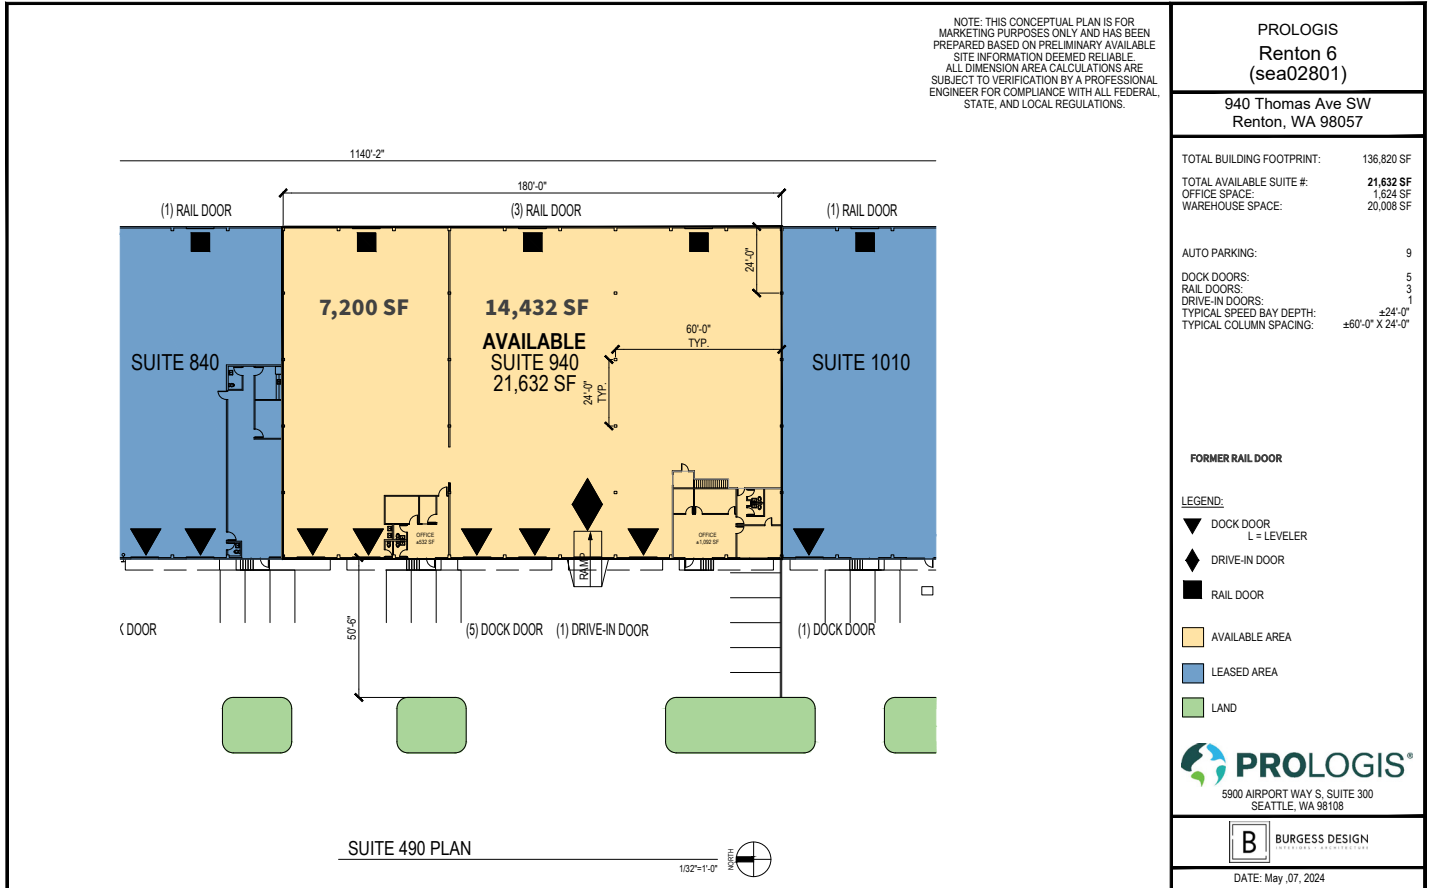 NOTE: THIS CONCEPTUAL PLAN IS FOR
MARKETING PURPOSES ONLY AND HAS BEEN
PREPARED BASED ON PRELIMINARY AVAILABLE
SITE INFORMATION DEEMED RELIABLE.
ALL DIMENSION AREA CALCULATIONS ARE
SUBJECT TO VERIFICATION BY A PROFESSIONAL
ENGINEER FOR COMPLIANCE WITH ALL FEDERAL,
STATE, AND LOCAL REGULATIONS.
1140'-2"
180'-0"
(1) RAIL DOOR
(3) RAIL DOOR
(1) RAIL DOOR
24'-0"
7,200 SF
14,432 SF
AVAILABLE
SUITE 940
21,632 SF
60'-0"
TYP.
24'-0"
TYP.
SUITE 840
SUITE 1010
OFFICE
±532 SF
OFFICE
±1,092 SF
RAMP
50'-6"
K DOOR
(5) DOCK DOOR
(1) DRIVE-IN DOOR
(1) DOCK DOOR
SUITE 490 PLAN
1/32"=1'-0"
NORTH
PROLOGIS
Renton 6
(sea02801)
940 Thomas Ave SW
Renton, WA 98057
TOTAL BUILDING FOOTPRINT: 136,820 SF
TOTAL AVAILABLE SUITE #: 21,632 SF
OFFICE SPACE: 1,624 SF
WAREHOUSE SPACE: 20,008 SF
AUTO PARKING: 9
DOCK DOORS: 5
RAIL DOORS: 3
DRIVE-IN DOORS: 1
TYPICAL SPEED BAY DEPTH: ±24'-0"
TYPICAL COLUMN SPACING: ±60'-0" X 24'-0"
FORMER RAIL DOOR
LEGEND:
DOCK DOOR
L = LEVELER
DRIVE-IN DOOR
RAIL DOOR
AVAILABLE AREA
LEASED AREA
LAND
PROLOGIS®
5900 AIRPORT WAY S, SUITE 300
SEATTLE, WA 98108
B
BURGESS DESIGN
INTERIORS + ARCHITECTURE
DATE: May ,07, 2024